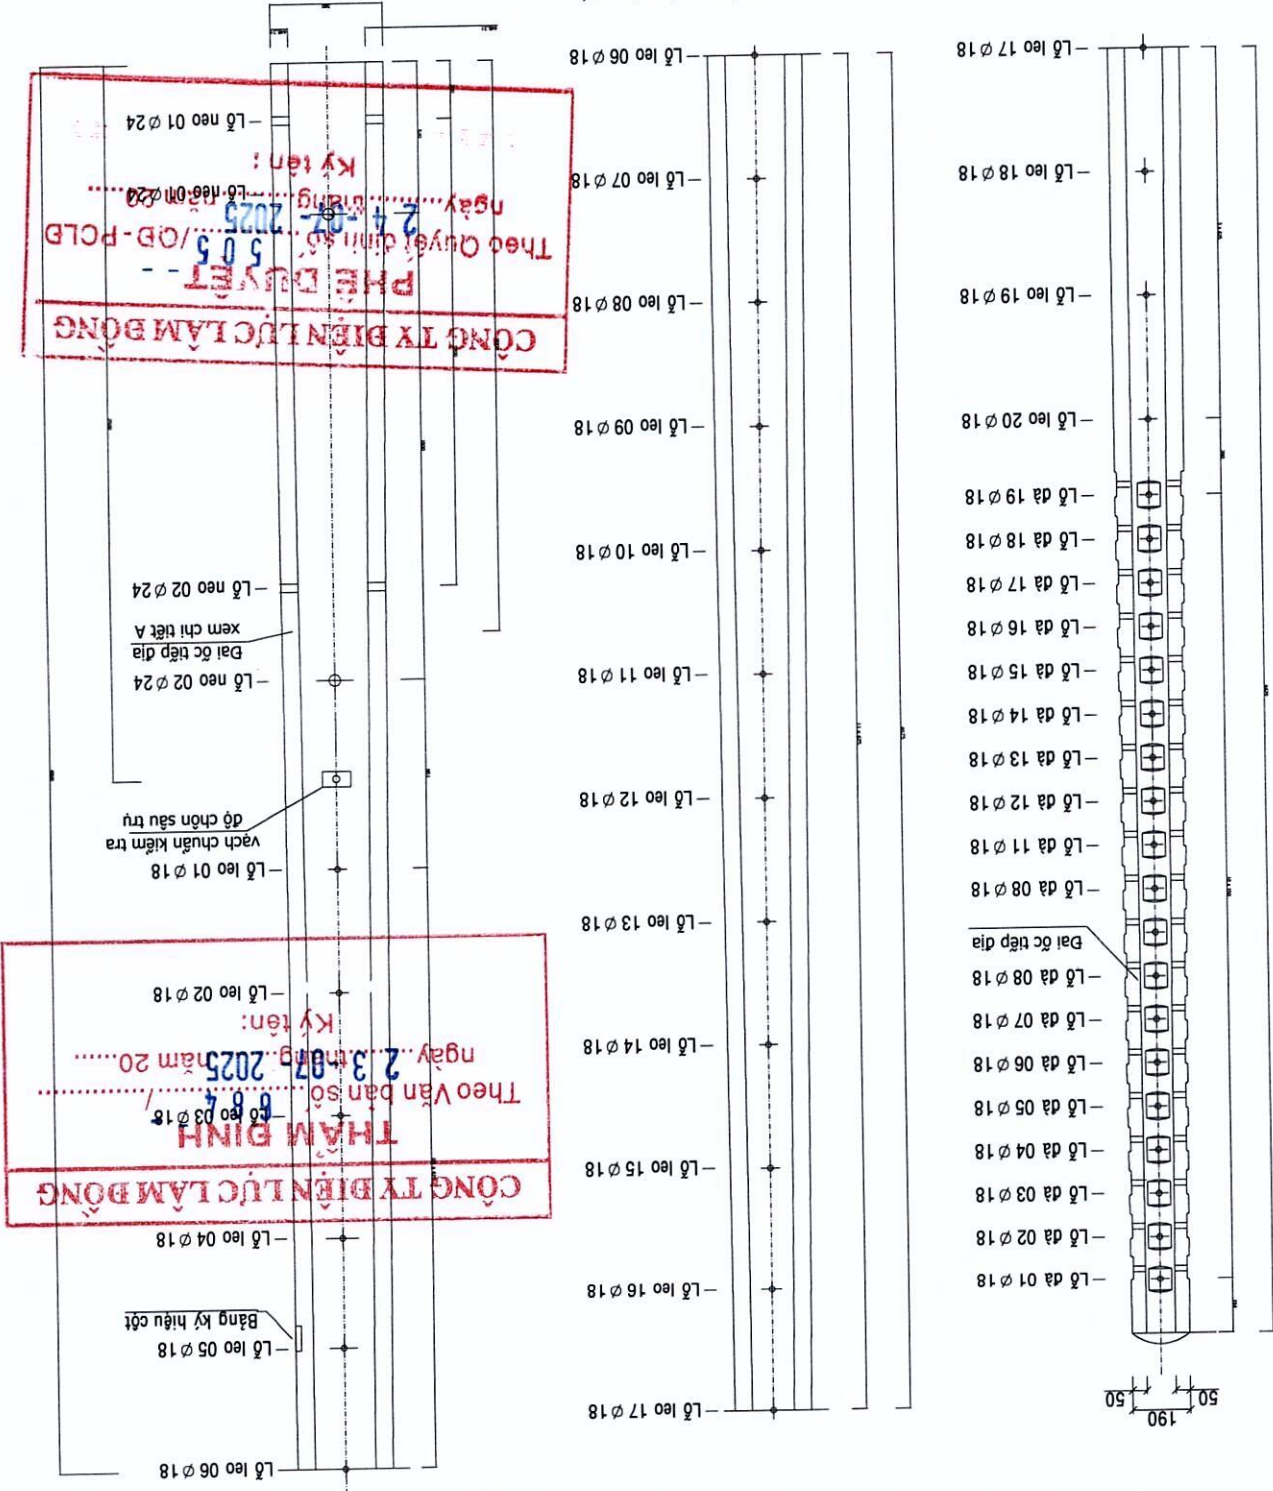 190
50 50
Lỗ đà 01 Ø18
Lỗ đà 02 Ø18
Lỗ đà 03 Ø18
Lỗ đà 04 Ø18
Lỗ đà 05 Ø18
Lỗ đà 06 Ø18
Lỗ đà 07 Ø18
Lỗ đà 08 Ø18
Đai ốc tiếp địa
Lỗ đà 08 Ø18
Lỗ đà 11 Ø18
Lỗ đà 12 Ø18
Lỗ đà 13 Ø18
Lỗ đà 14 Ø18
Lỗ đà 15 Ø18
Lỗ đà 16 Ø18
Lỗ đà 17 Ø18
Lỗ đà 18 Ø18
Lỗ đà 19 Ø18
Lỗ leo 20 Ø18
Lỗ leo 19 Ø18
Lỗ leo 18 Ø18
Lỗ leo 17 Ø18
Lỗ leo 17 Ø18
Lỗ leo 16 Ø18
Lỗ leo 15 Ø18
Lỗ leo 14 Ø18
Lỗ leo 13 Ø18
Lỗ leo 12 Ø18
Lỗ leo 11 Ø18
Lỗ leo 10 Ø18
Lỗ leo 09 Ø18
Lỗ leo 08 Ø18
Lỗ leo 07 Ø18
Lỗ leo 06 Ø18
Lỗ leo 06 Ø18
Lỗ leo 05 Ø18
Bảng ký hiệu cột
Lỗ leo 04 Ø18
CÔNG TY ĐIỆN LỰC LÂM ĐỒNG
THẨM ĐỊNH
Lỗ leo 03 Ø18
Theo Văn bản số ........../..........
ngày 23 tháng -07- 2025 năm 20......
Ký tên:
Lỗ leo 02 Ø18
Lỗ leo 01 Ø18
vạch chuẩn kiểm tra
độ chôn sâu trụ
Lỗ neo 02 Ø24
Đai ốc tiếp địa
xem chi tiết A
Lỗ neo 02 Ø24
CÔNG TY ĐIỆN LỰC LÂM ĐỒNG
PHÊ DUYỆT
Theo Quyết định số 505 /QĐ-PCLĐ
ngày 24 tháng -07- 2025 năm 20
Lỗ neo 01 Ø24
Ký tên :
Lỗ neo 01 Ø24